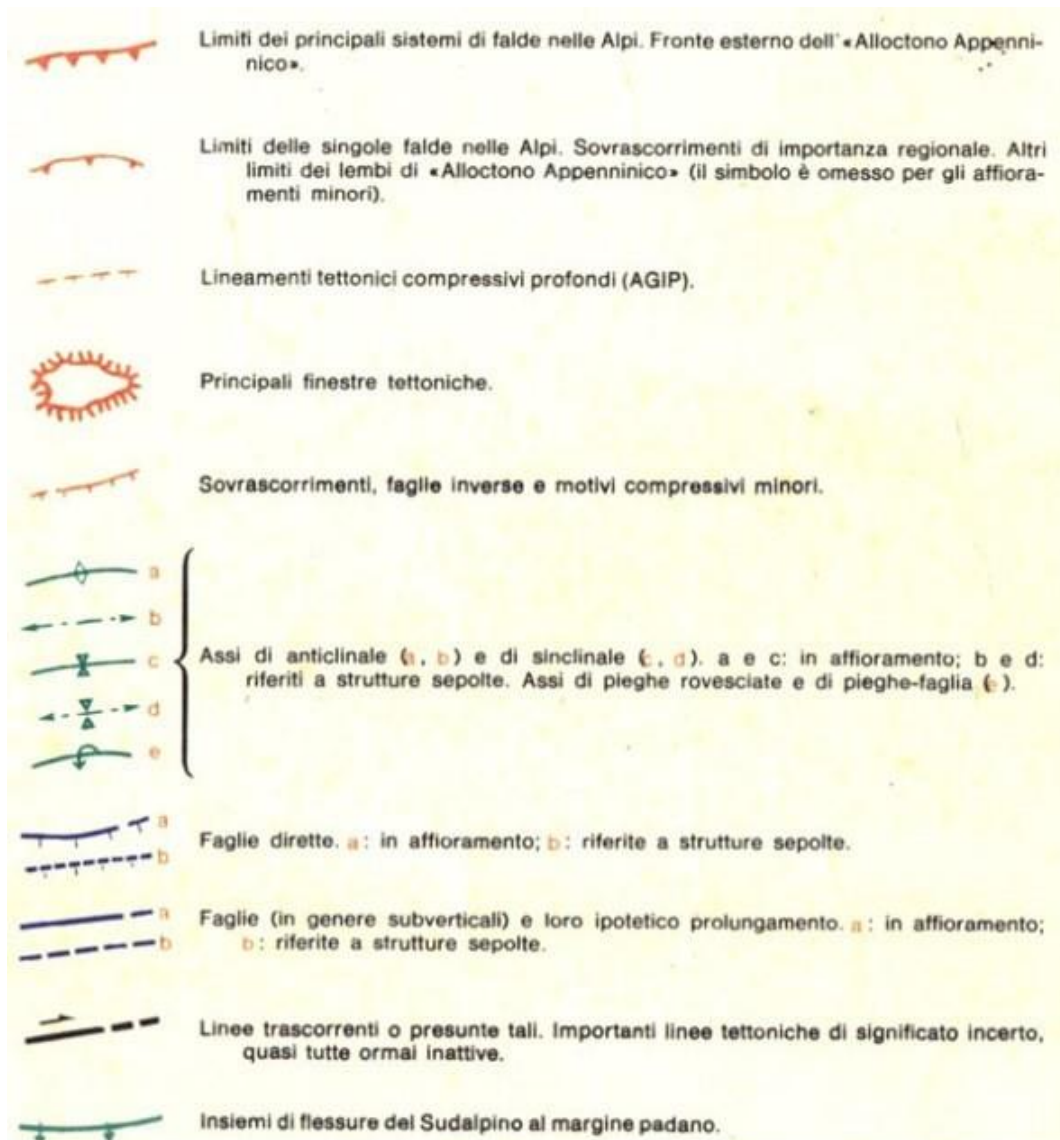 Limiti dei principali sistemi di falde nelle Alpi. Fronte esterno dell'«Alloctono Appenni-
nico».
Limiti delle singole falde nelle Alpi. Sovrascorrimenti di importanza regionale. Altri
limiti dei lembi di «Alloctono Appenninico» (il simbolo è omesso per gli affiora-
menti minori).
Lineamenti tettonici compressivi profondi (AGIP).
Principali finestre tettoniche.
Sovrascorrimenti, faglie inverse e motivi compressivi minori.
a
b
c
d
e
Assi di anticlinale (a, b) e di sinclinale (c, d). a e c: in affioramento; b e d:
riferiti a strutture sepolte. Assi di pieghe rovesciate e di pieghe-faglia (e).
a
b
Faglie dirette. a: in affioramento; b: riferite a strutture sepolte.
a
b
Faglie (in genere subverticali) e loro ipotetico prolungamento. a: in affioramento;
b: riferite a strutture sepolte.
Linee trascorrenti o presunte tali. Importanti linee tettoniche di significato incerto,
quasi tutte ormai inattive.
Insiemi di flessure del Sudalpino al margine padano.